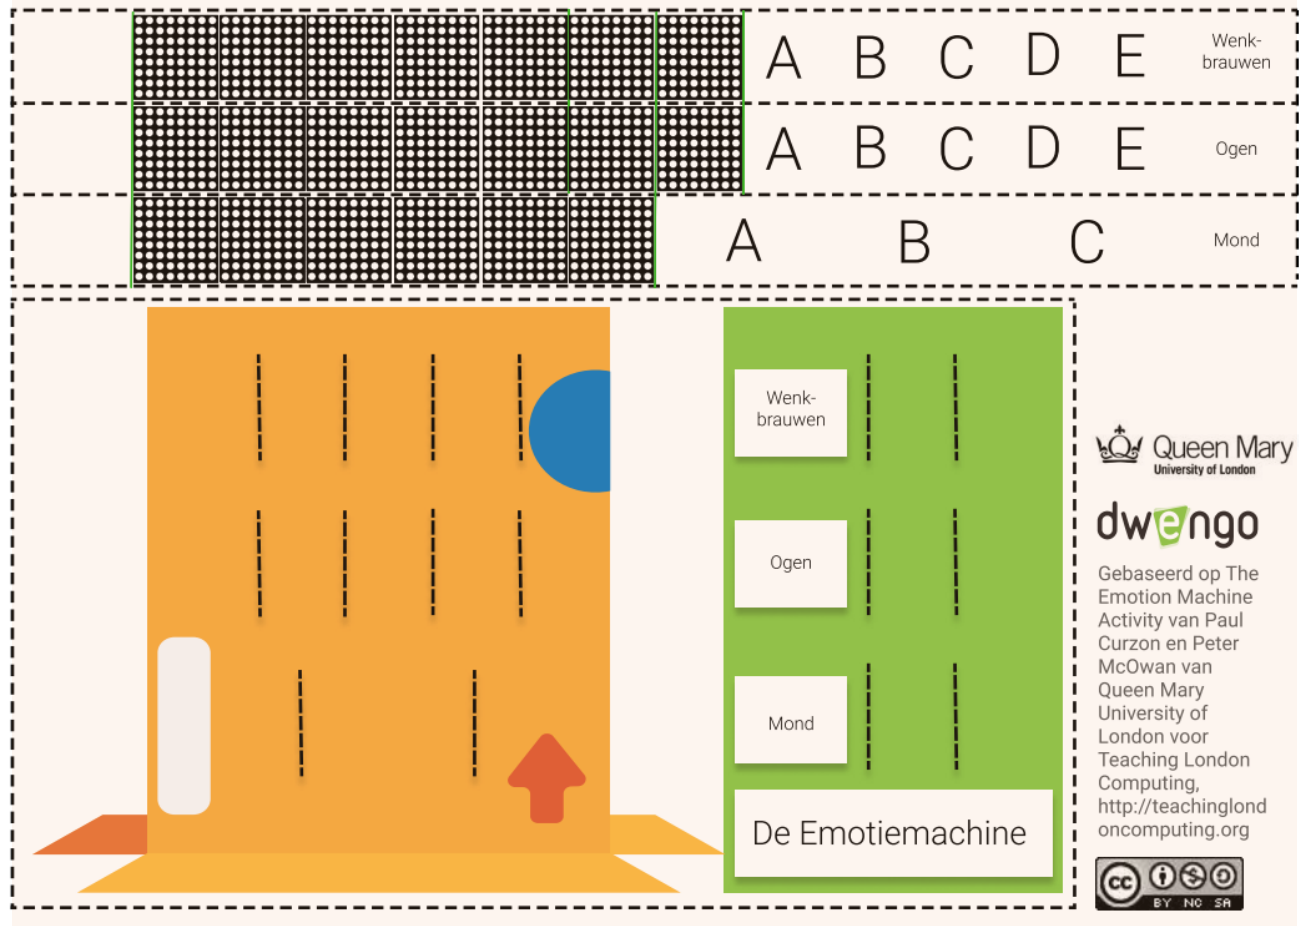 A B C D E Wenk-
brauwen
A B C D E Ogen
A B C Mond
Wenk-
brauwen
Ogen
Mond
De Emotiemachine
Queen Mary
University of London
dwengo
Gebaseerd op The
Emotion Machine
Activity van Paul
Curzon en Peter
McOwan van
Queen Mary
University of
London voor
Teaching London
Computing,
http://teachinglond
oncomputing.org
cc
BY NC SA